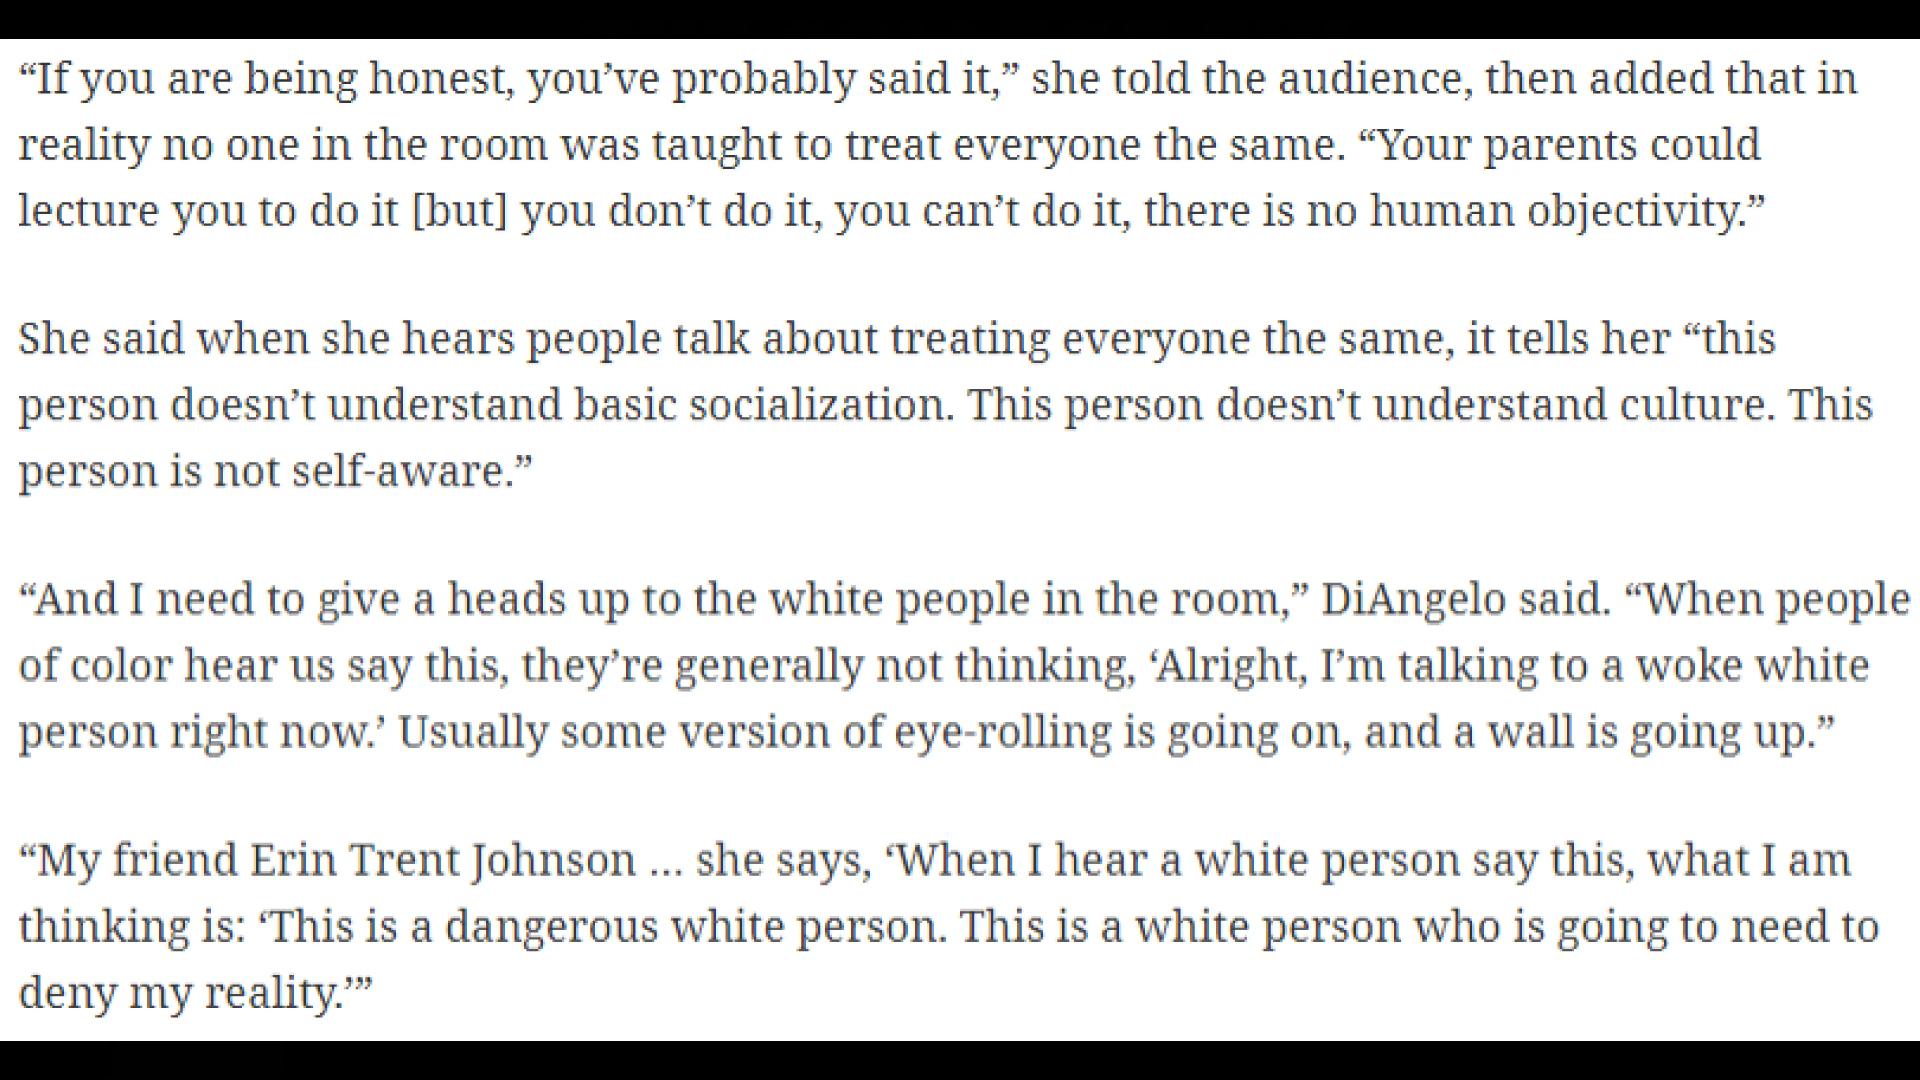 “If you are being honest, you’ve probably said it,” she told the audience, then added that in
reality no one in the room was taught to treat everyone the same. “Your parents could
lecture you to do it [but] you don’t do it, you can’t do it, there is no human objectivity.”
She said when she hears people talk about treating everyone the same, it tells her “this
person doesn’t understand basic socialization. This person doesn’t understand culture. This
person is not self-aware.”
“And I need to give a heads up to the white people in the room,” DiAngelo said. “When people
of color hear us say this, they’re generally not thinking, ‘Alright, I’m talking to a woke white
person right now.’ Usually some version of eye-rolling is going on, and a wall is going up.”
“My friend Erin Trent Johnson ... she says, ‘When I hear a white person say this, what I am
thinking is: ‘This is a dangerous white person. This is a white person who is going to need to
deny my reality.’”